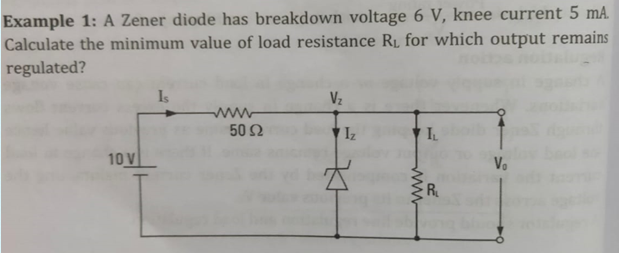 Example 1: A Zener diode has breakdown voltage 6 V, knee current 5 mA.
Calculate the minimum value of load resistance RL for which output remains
regulated?
Is
Vz
50 Ω
Iz
IL
10 V
Vo
RL